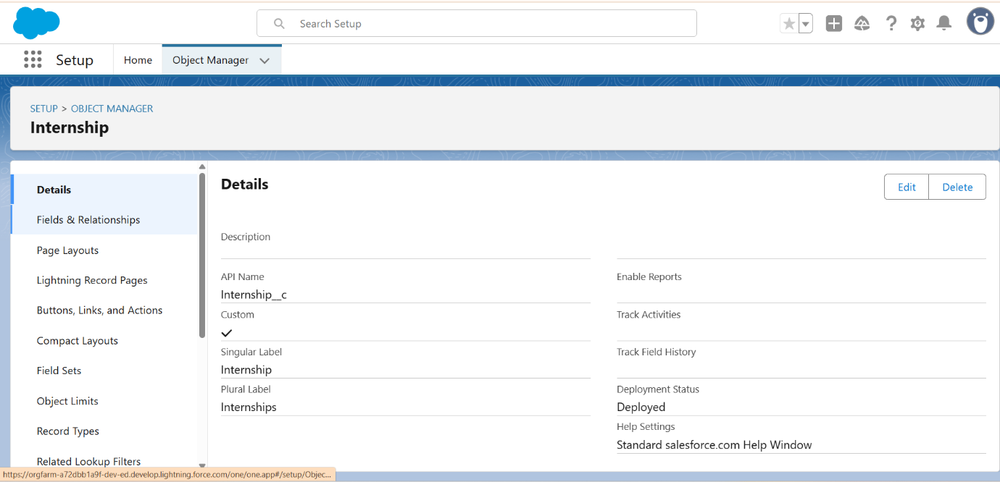 Search Setup
Setup
Home
Object Manager
SETUP > OBJECT MANAGER
Internship
Details
Fields & Relationships
Page Layouts
Lightning Record Pages
Buttons, Links, and Actions
Compact Layouts
Field Sets
Object Limits
Record Types
Related Lookup Filters
Details
Edit
Delete
Description
API Name
Internship__c
Custom
Singular Label
Internship
Plural Label
Internships
Enable Reports
Track Activities
Track Field History
Deployment Status
Deployed
Help Settings
Standard salesforce.com Help Window
https://orgfarm-a72dbb1a9f-dev-ed.develop.lightning.force.com/one/one.app#/setup/Objec...